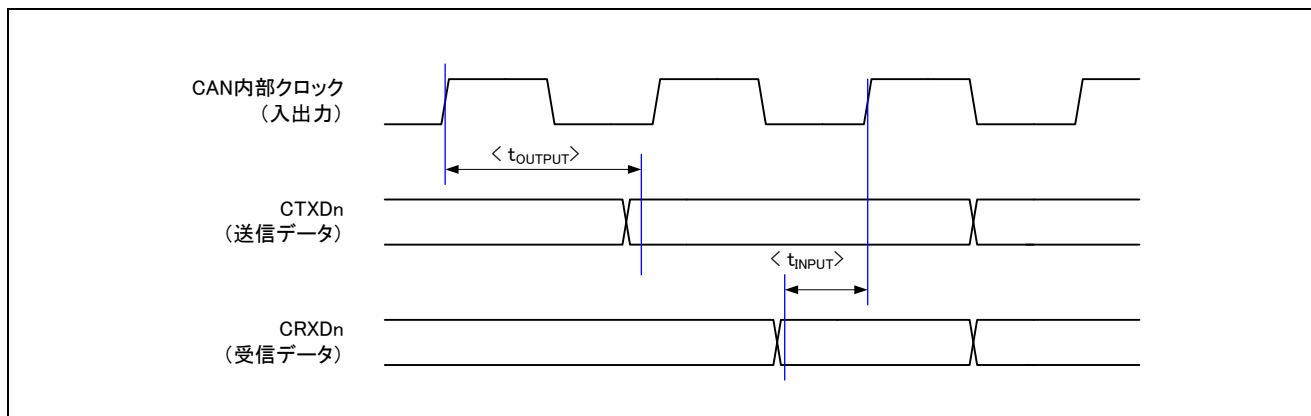 CAN内部クロック
（入出力）
< tOUTPUT>
CTXDn
（送信データ）
< tINPUT>
CRXDn
（受信データ）